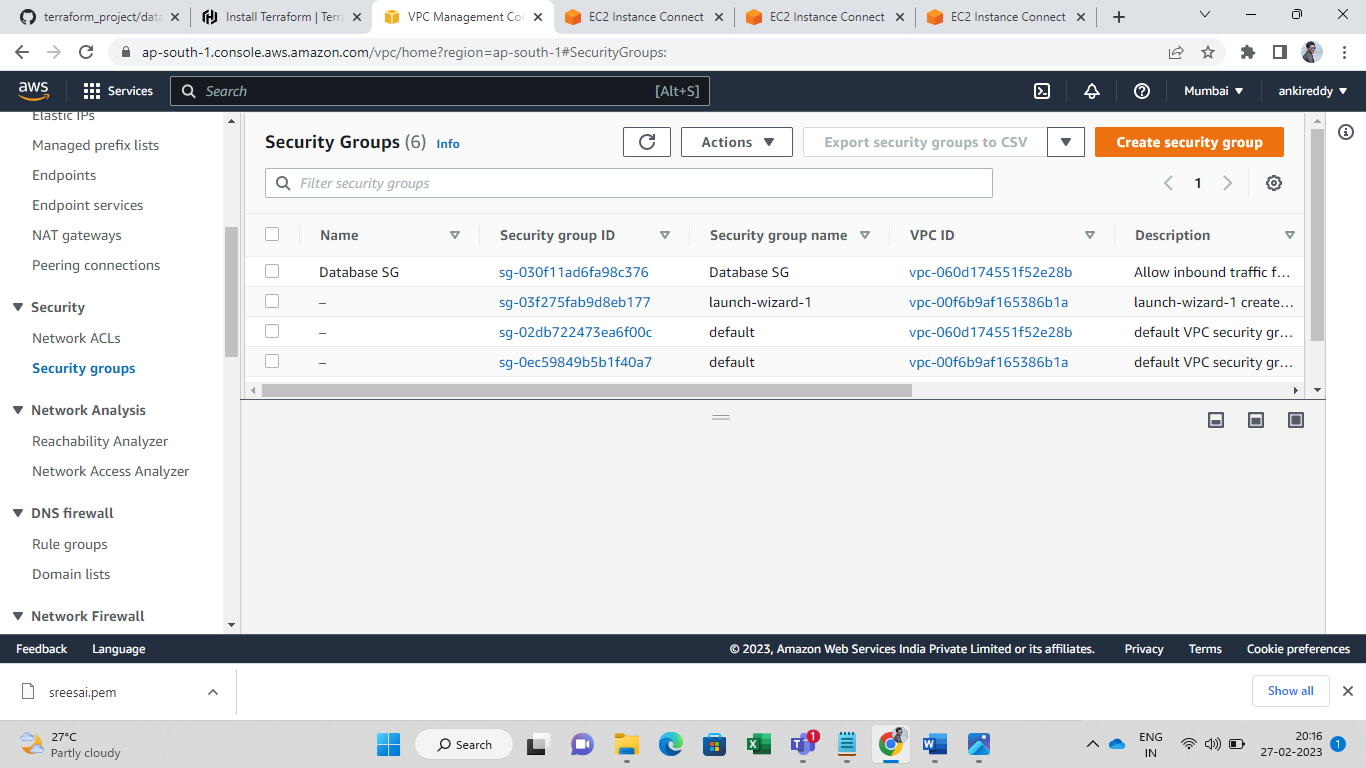 terraform_project/data
Install Terraform | Terra
VPC Management Con
EC2 Instance Connect
EC2 Instance Connect
EC2 Instance Connect
ap-south-1.console.aws.amazon.com/vpc/home?region=ap-south-1#SecurityGroups:
aws
Services
Search
[Alt+S]
Mumbai
ankireddy
Elastic IPs
Managed prefix lists
Endpoints
Endpoint services
NAT gateways
Peering connections
Security
Network ACLs
Security groups
Network Analysis
Reachability Analyzer
Network Access Analyzer
DNS firewall
Rule groups
Domain lists
Network Firewall
Security Groups (6) Info
Actions
Export security groups to CSV
Create security group
Filter security groups
1
Name Security group ID Security group name VPC ID Description
Database SG sg-030f11ad6fa98c376 Database SG vpc-060d174551f52e28b Allow inbound traffic f...
– sg-03f275fab9d8eb177 launch-wizard-1 vpc-00f6b9af165386b1a launch-wizard-1 create...
– sg-02db722473ea6f00c default vpc-060d174551f52e28b default VPC security gr...
– sg-0ec59849b5b1f40a7 default vpc-00f6b9af165386b1a default VPC security gr...
Feedback Language © 2023, Amazon Web Services India Private Limited or its affiliates. Privacy Terms Cookie preferences
sreesai.pem
Show all
27°C
Partly cloudy
Search
1
ENG
IN
20:16
27-02-2023
1